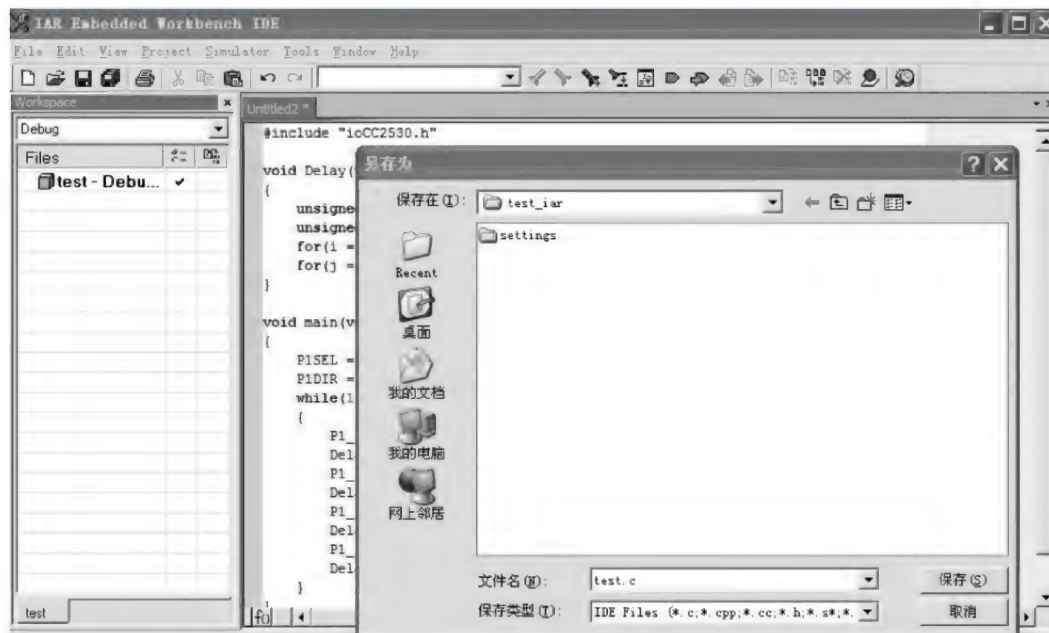 IAR Embedded Workbench IDE
File Edit View Project Simulator Tools Window Help
Workspace
Untitled2 *
Debug
#include "ioCC2530.h"
Files
test - Debu...
void Delay(
{
unsigne
unsigne
for(i =
for(j =
}
void main(v
{
P1SEL =
P1DIR =
while(1
{
P1_
Del
P1_
Del
P1_
Del
P1_
Del
}
test
f()
另存为
保存在(I):
test_iar
settings
Recent
桌面
我的文档
我的电脑
网上邻居
文件名(N):
test.c
保存(S)
保存类型(T):
IDE Files (*.c;*.cpp;*.cc;*.h;*.s*;*.
取消